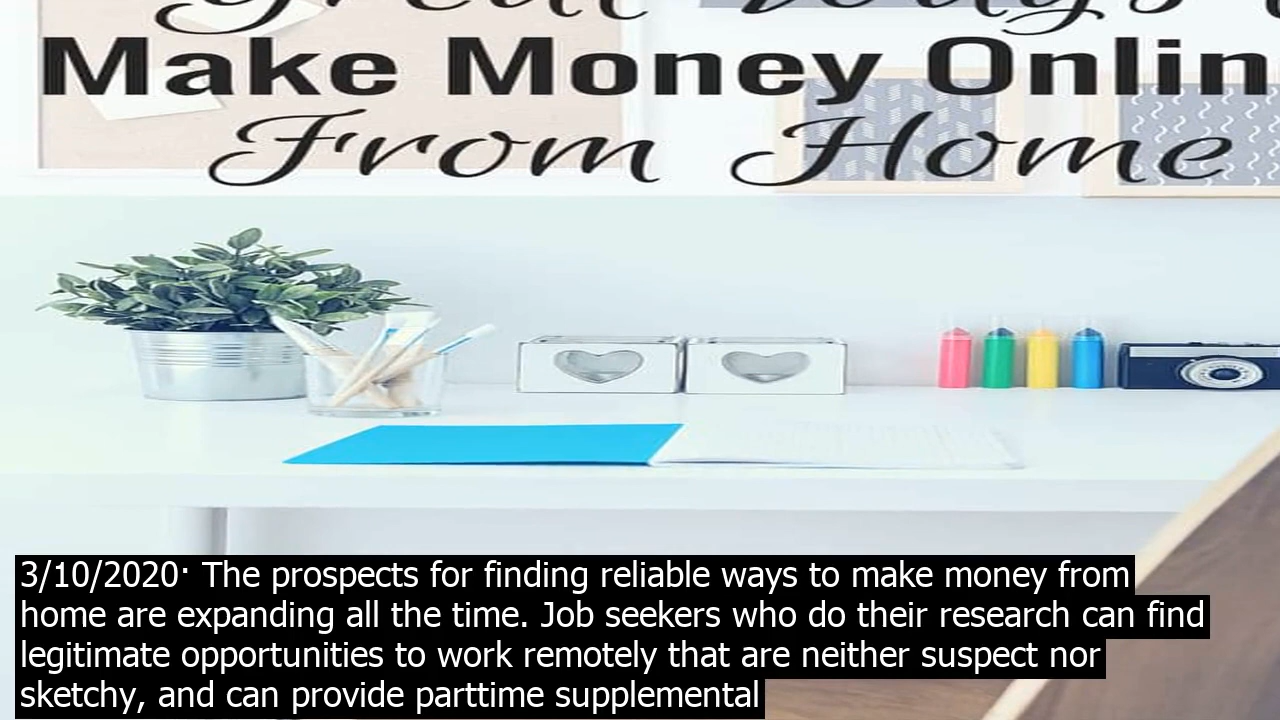 Make Money
From Home
3/10/2020· The prospects for finding reliable ways to make money from
home are expanding all the time. Job seekers who do their research can find
legitimate opportunities to work remotely that are neither suspect nor
sketchy, and can provide parttime supplemental